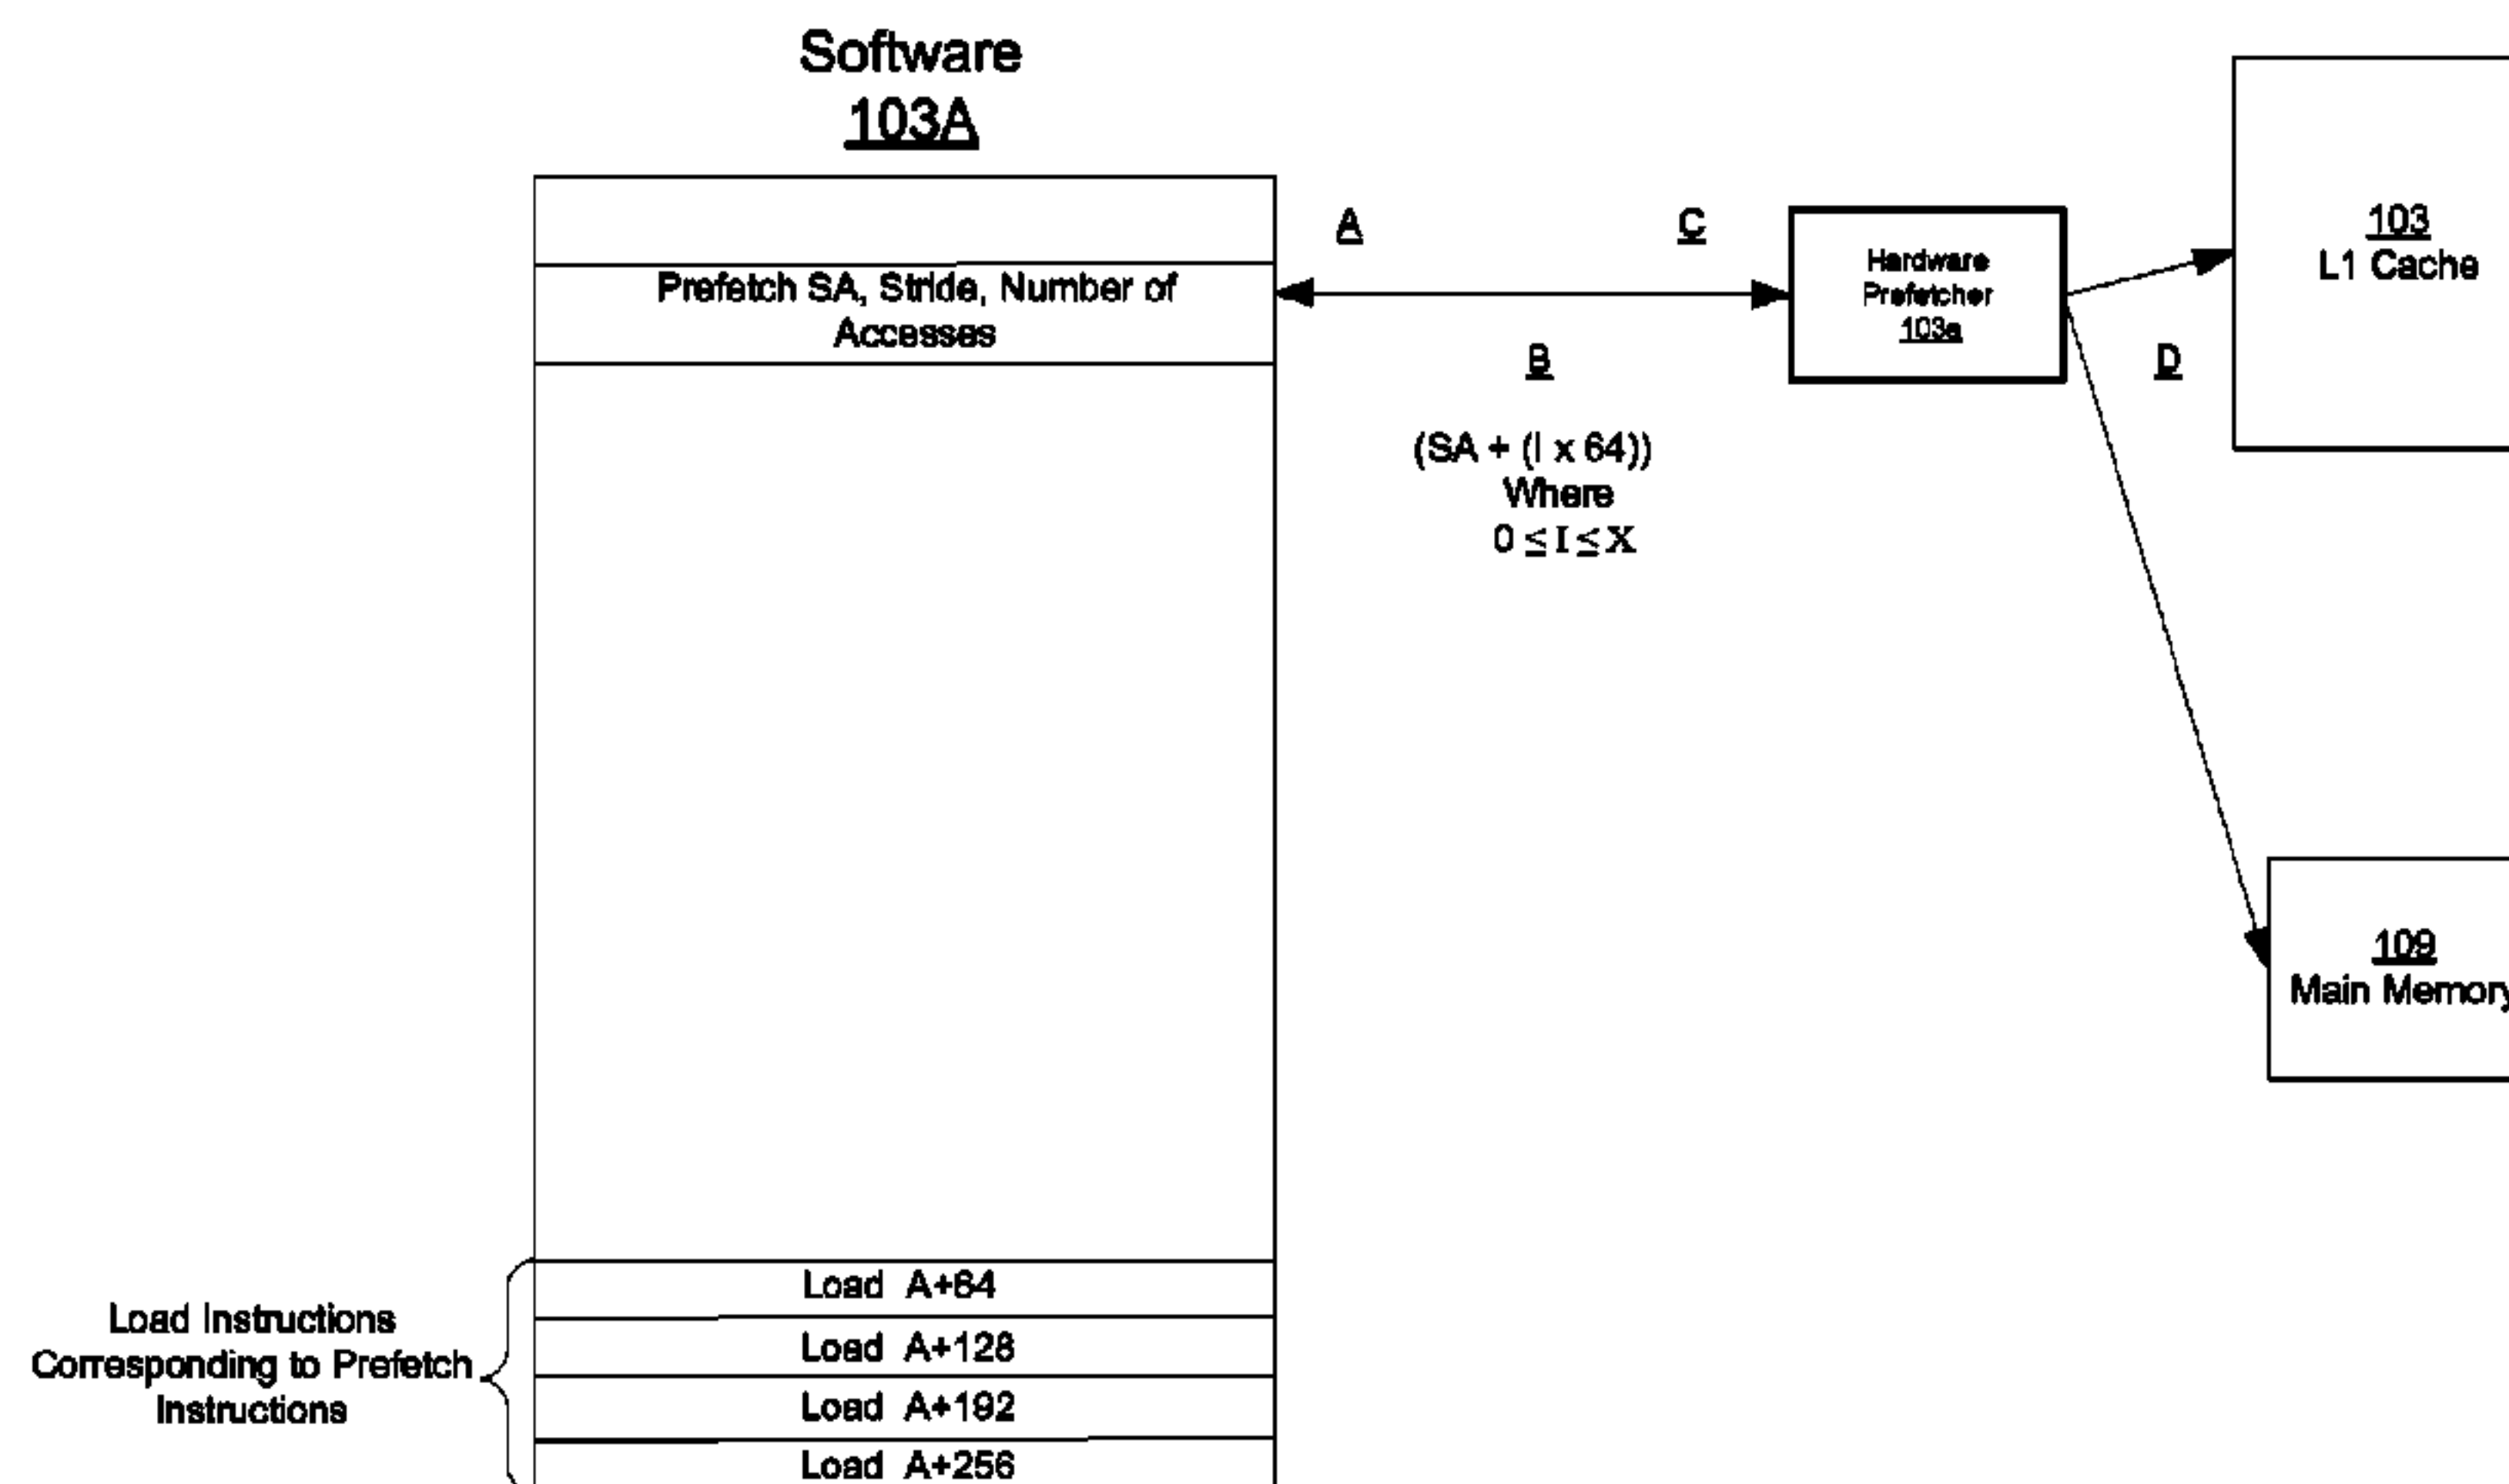 Software
103A
Prefetch SA, Stride, Number of
Accesses
A
C
B
(SA + (I x 64))
Where
0 ≤ I ≤ X
Hardware
Prefetcher
103a
D
103
L1 Cache
109
Main Memory
Load Instructions
Corresponding to Prefetch
Instructions
Load A+64
Load A+128
Load A+192
Load A+256